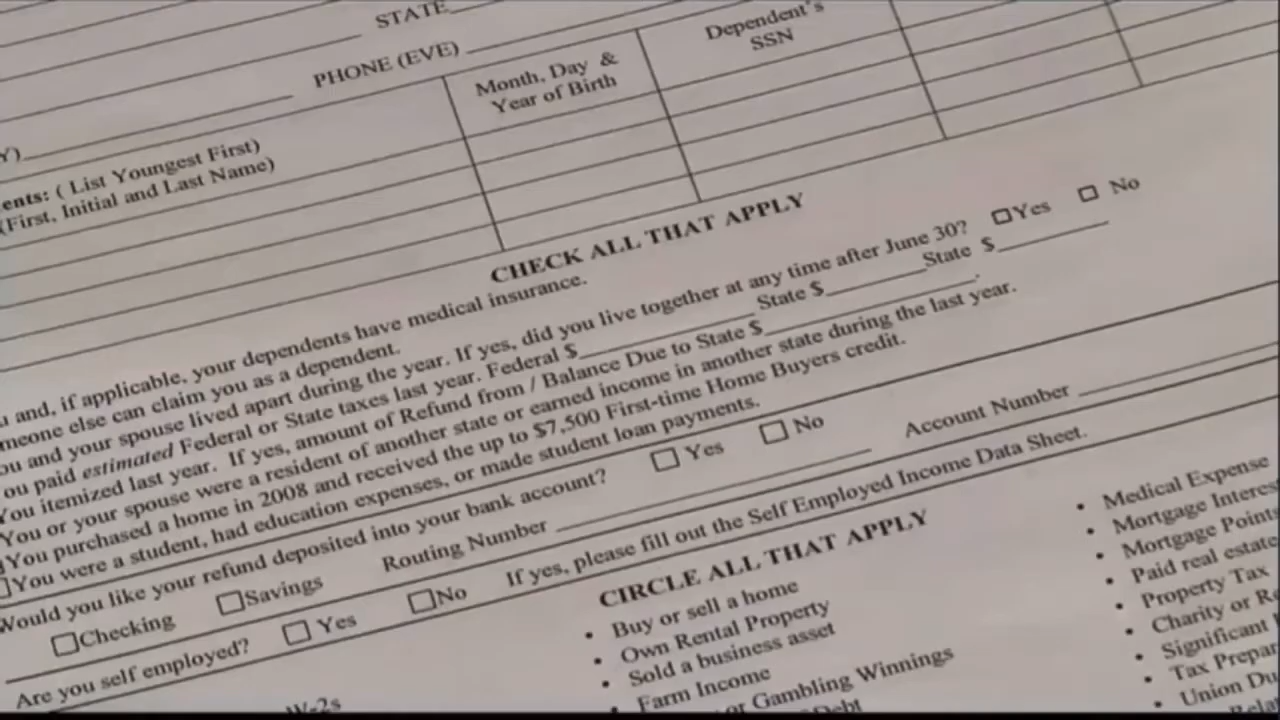 STATE
PHONE (EVE)
Month, Day &
Year of Birth
Dependent's
SSN
Y)
ents: ( List Youngest First)
(First, Initial and Last Name)
CHECK ALL THAT APPLY
u and, if applicable, your dependents have medical insurance.
meone else can claim you as a dependent.
ou and your spouse lived apart during the year. If yes, did you live together at any time after June 30? Yes No
ou paid estimated Federal or State taxes last year. Federal $ State $ State $
You itemized last year. If yes, amount of Refund from / Balance Due to State $ .
You or your spouse were a resident of another state or earned income in another state during the last year.
You purchased a home in 2008 and received the up to $7,500 First-time Home Buyers credit.
You were a student, had education expenses, or made student loan payments.
Would you like your refund deposited into your bank account? Yes No
Checking Savings Routing Number Account Number
Are you self employed? Yes No If yes, please fill out the Self Employed Income Data Sheet.
W-2s
CIRCLE ALL THAT APPLY
• Buy or sell a home
• Own Rental Property
• Sold a business asset
• Farm Income
or Gambling Winnings
Debt
• Medical Expense
• Mortgage Interes
• Mortgage Points
• Paid real estate
• Property Tax
• Charity or R
• Significant
• Tax Prepar
• Union Du